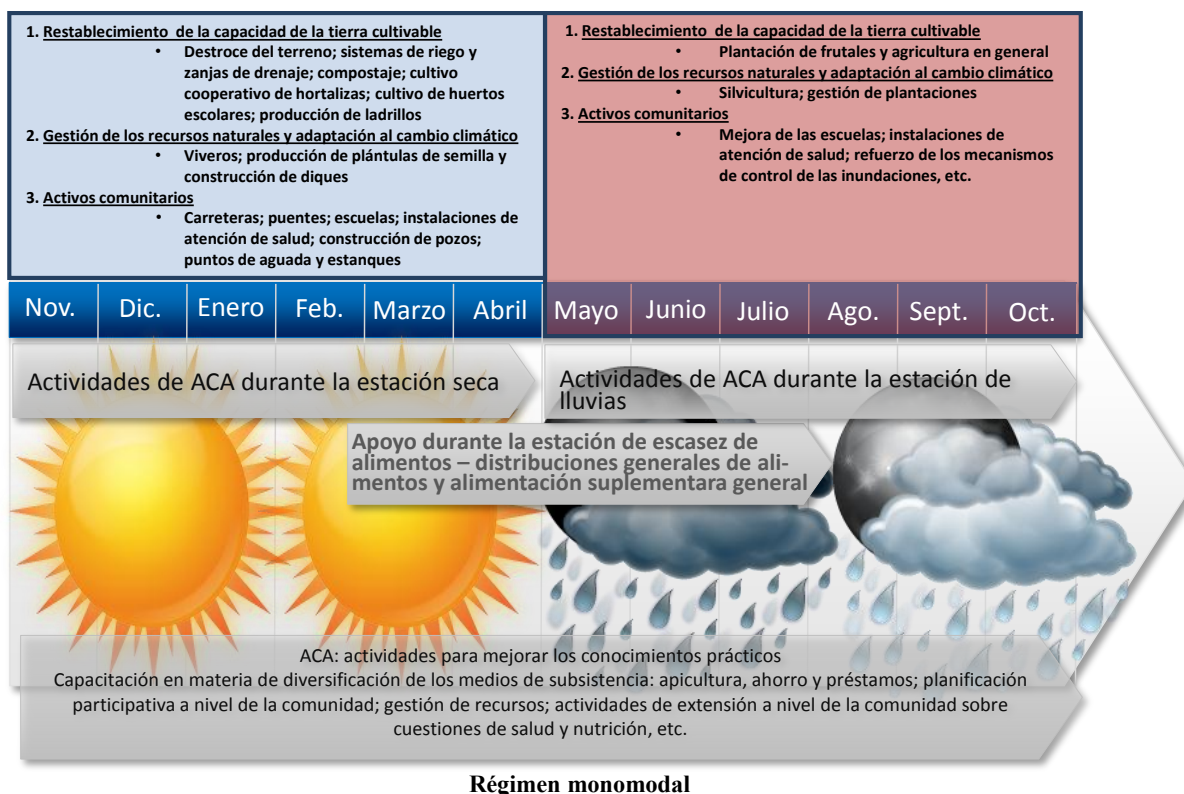 1. Restablecimiento de la capacidad de la tierra cultivable
• Destroce del terreno; sistemas de riego y
zanjas de drenaje; compostaje; cultivo
cooperativo de hortalizas; cultivo de huertos
escolares; producción de ladrillos
2. Gestión de los recursos naturales y adaptación al cambio climático
• Viveros; producción de plántulas de semilla y
construcción de diques
3. Activos comunitarios
• Carreteras; puentes; escuelas; instalaciones de
atención de salud; construcción de pozos;
puntos de aguada y estanques
1. Restablecimiento de la capacidad de la tierra cultivable
• Plantación de frutales y agricultura en general
2. Gestión de los recursos naturales y adaptación al cambio climático
• Silvicultura; gestión de plantaciones
3. Activos comunitarios
• Mejora de las escuelas; instalaciones de
atención de salud; refuerzo de los mecanismos
de control de las inundaciones, etc.
Nov. Dic. Enero Feb. Marzo Abril Mayo Junio Julio Ago. Sept. Oct.
Actividades de ACA durante la estación seca
Actividades de ACA durante la estación de
lluvias
Apoyo durante la estación de escasez de
alimentos – distribuciones generales de ali-
mentos y alimentación suplementara general
ACA: actividades para mejorar los conocimientos prácticos
Capacitación en materia de diversificación de los medios de subsistencia: apicultura, ahorro y préstamos; planificación
participativa a nivel de la comunidad; gestión de recursos; actividades de extensión a nivel de la comunidad sobre
cuestiones de salud y nutrición, etc.
Régimen monomodal